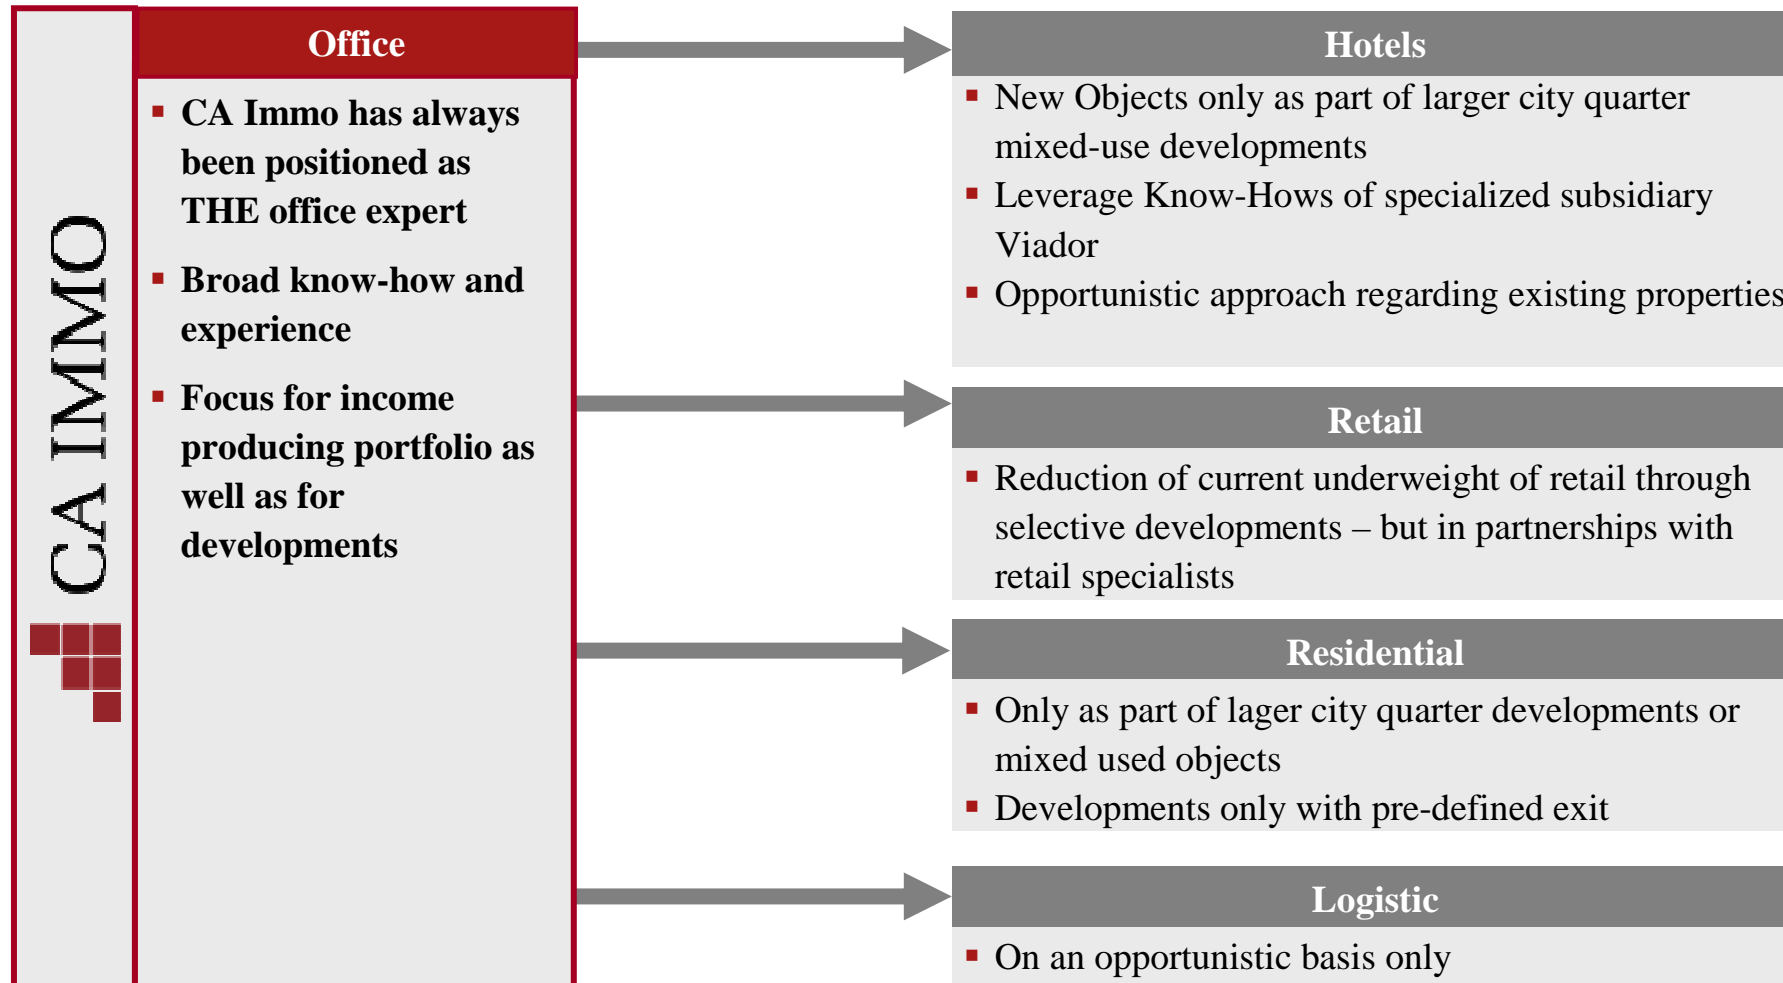 CA IMMO
Office
▪ CA Immo has always
been positioned as
THE office expert
▪ Broad know-how and
experience
▪ Focus for income
producing portfolio as
well as for
developments
Hotels
▪ New Objects only as part of larger city quarter
mixed-use developments
▪ Leverage Know-Hows of specialized subsidiary
Viador
▪ Opportunistic approach regarding existing properties
Retail
▪ Reduction of current underweight of retail through
selective developments – but in partnerships with
retail specialists
Residential
▪ Only as part of lager city quarter developments or
mixed used objects
▪ Developments only with pre-defined exit
Logistic
▪ On an opportunistic basis only